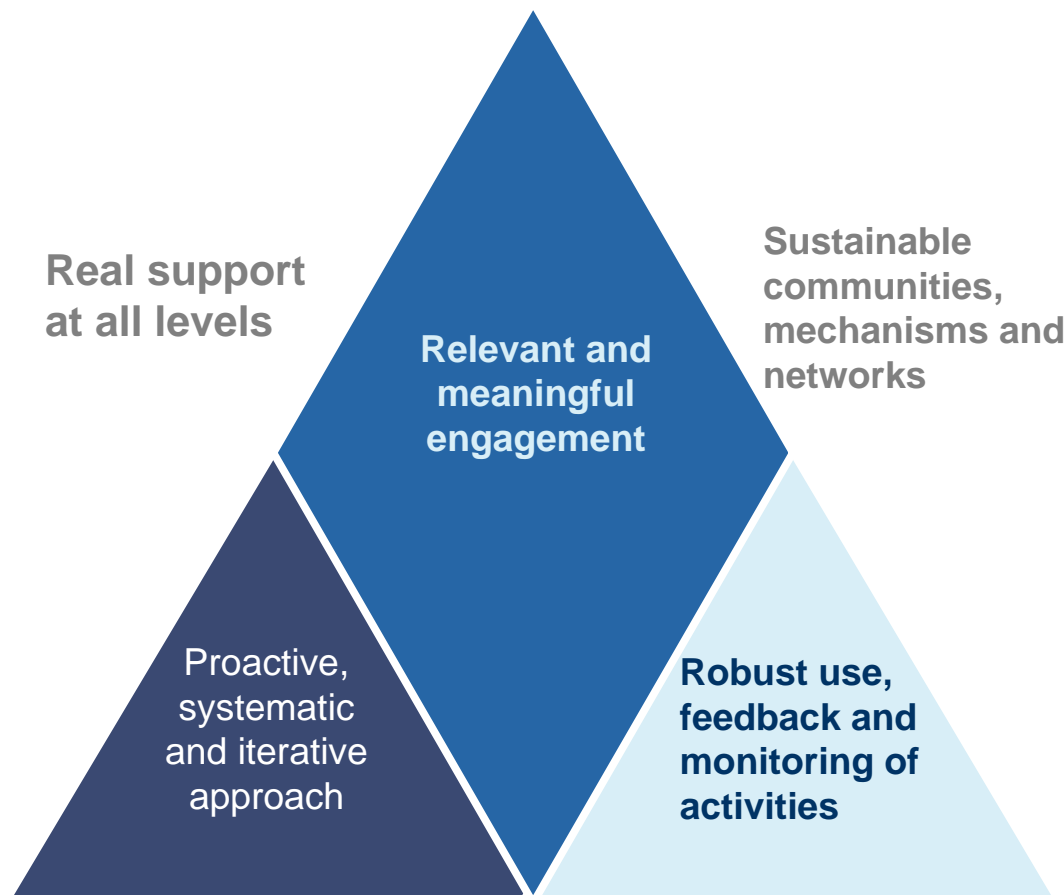 Real support
at all levels
Relevant and
meaningful
engagement
Sustainable
communities,
mechanisms and
networks
Proactive,
systematic
and iterative
approach
Robust use,
feedback and
monitoring of
activities